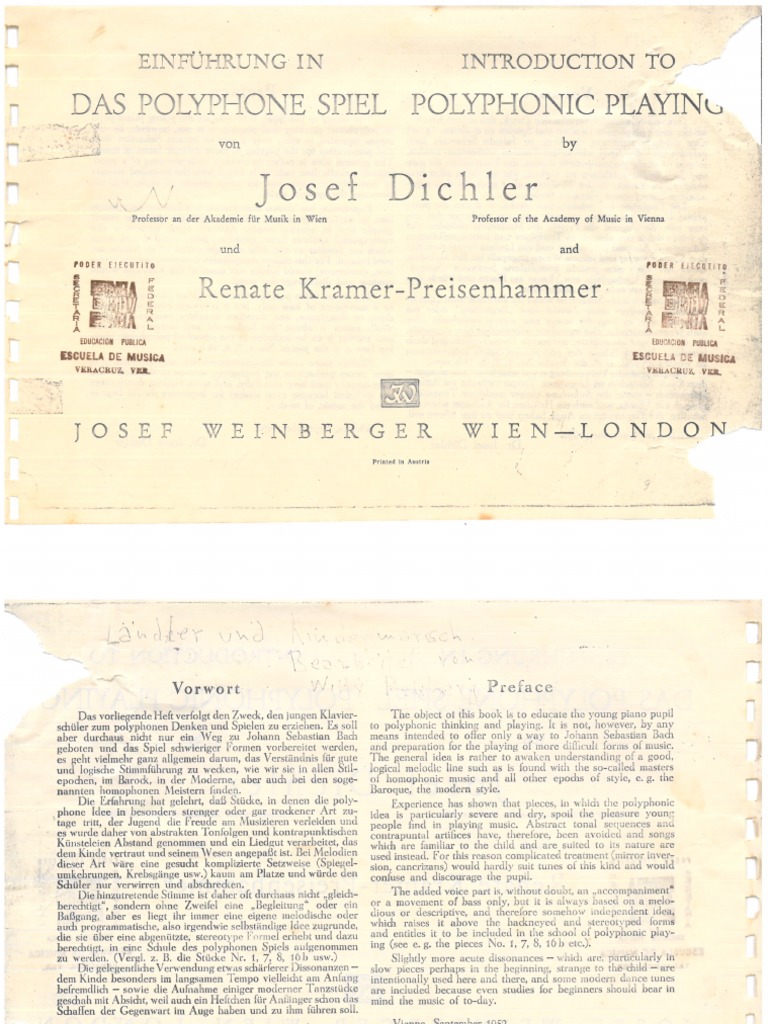 EINFÜHRUNG IN
DAS POLYPHONE SPIEL
von
INTRODUCTION TO
POLYPHONIC PLAYING
by
Josef Dichler
Professor an der Akademie für Musik in Wien
Professor of the Academy of Music in Vienna
und
and
Renate Kramer-Preisenhammer
PODER EJECUTITO
FEDERAL
SECRETARIA
EDUCACION PUBLICA
ESCUELA DE MUSICA
VERACRUZ, VER.
PODER EJECUTITO
FEDERAL
SECRETARIA
EDUCACION PUBLICA
ESCUELA DE MUSICA
VERACRUZ, VER.
JW
JOSEF WEINBERGER WIEN—LONDON
Printed in Austria
Ländler und
von
Vorwort
Das vorliegende Heft verfolgt den Zweck, den jungen Klavier-
schüler zum polyphonen Denken und Spielen zu erziehen. Es soll
aber durchaus nicht nur ein Weg zu Johann Sebastian Bach
geboten und das Spiel schwieriger Formen vorbereitet werden,
es geht vielmehr ganz allgemein darum, das Verständnis für gute
und logische Stimmführung zu wecken, wie wir sie in allen Stil-
epochen, im Barock, in der Moderne, aber auch bei den soge-
nannten homophonen Meistern finden.
Die Erfahrung hat gelehrt, daß Stücke, in denen die poly-
phone Idee in besonders strenger oder gar trockener Art zu-
tage tritt, der Jugend die Freude am Musizieren verleiden und
es wurde daher von abstrakten Tonfolgen und kontrapunktischen
Künsteleien Abstand genommen und ein Liedgut verarbeitet, das
dem Kinde vertraut und seinem Wesen angepaßt ist. Bei Melodien
dieser Art wäre eine gesucht komplizierte Setzweise (Spiegel-
umkehrungen, Krebsgänge usw.) kaum am Platze und würde den
Schüler nur verwirren und abschrecken.
Die hinzutretende Stimme ist daher oft durchaus nicht „gleich-
berechtigt", sondern ohne Zweifel eine „Begleitung" oder ein
Baßgang, aber es liegt ihr immer eine eigene melodische oder
auch programmatische, also irgendwie selbständige Idee zugrunde,
die sie über eine abgenützte, stereotype Formel erhebt und dazu
berechtigt, in eine Schule des polyphonen Spiels aufgenommen
zu werden. (Vergl. z. B. die Stücke Nr. 1, 7, 8, 16 b usw.)
Die gelegentliche Verwendung etwas schärferer Dissonanzen —
dem Kinde besonders im langsamen Tempo vielleicht am Anfang
befremdlich — sowie die Aufnahme einiger moderner Tanzstücke
geschah mit Absicht, weil auch ein Heftchen für Anfänger schon das
Schaffen der Gegenwart im Auge haben und zu ihm führen soll.
Preface
The object of this book is to educate the young piano pupil
to polyphonic thinking and playing. It is not, however, by any
means intended to offer only a way to Johann Sebastian Bach
and preparation for the playing of more difficult forms of music.
The general idea is rather to awaken understanding of a good,
logical melodic line such as is found with the so-called masters
of homophonic music and all other epochs of style, e. g. the
Baroque, the modern style.
Experience has shown that pieces, in which the polyphonic
idea is particularly severe and dry, spoil the pleasure young
people find in playing music. Abstract tonal sequences and
contrapuntal artifices have, therefore, been avoided and songs
which are familiar to the child and are suited to its nature are
used instead. For this reason complicated treatment (mirror inver-
sion, cancrizans) would hardly suit tunes of this kind and would
confuse and discourage the pupil.
The added voice part is, without doubt, an „accompaniment"
or a movement of bass only, but it is always based on a melo-
dious or descriptive, and therefore somehow independent idea,
which raises it above the hackneyed and stereotyped forms
and entitles it to be included in the school of polyphonic play-
ing (see e. g. the pieces No. 1, 7, 8, 16 b etc.).
Slightly more acute dissonances — which are, particularly in
slow pieces perhaps in the beginning, strange to the child — are
intentionally used here and there, and some modern dance tunes
are included because even studies for beginners should bear in
mind the music of to-day.
Vienna, September 1952